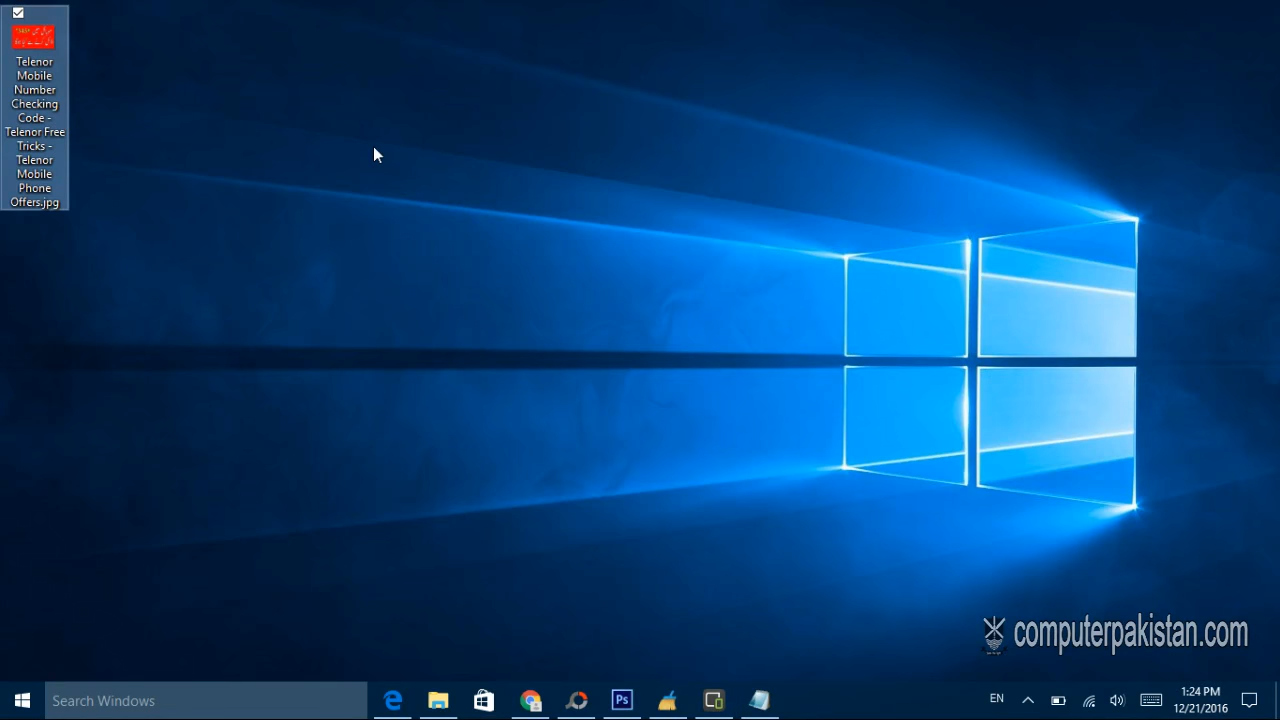 Telenor
Mobile
Number
Checking
Code -
Telenor Free
Tricks -
Telenor
Mobile
Phone
Offers.jpg
computerpakistan.com
Search Windows
Ps
EN
1:24 PM
12/21/2016